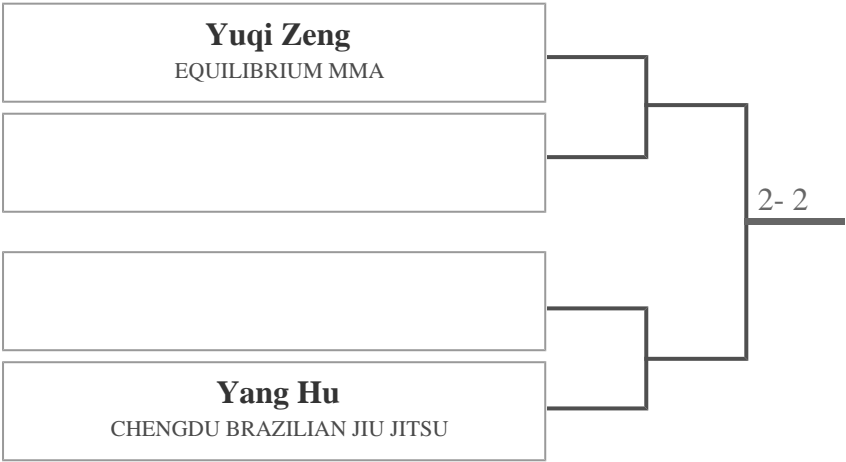 Yuqi Zeng
EQUILIBRIUM MMA
2- 2
Yang Hu
CHENGDU BRAZILIAN JIU JITSU